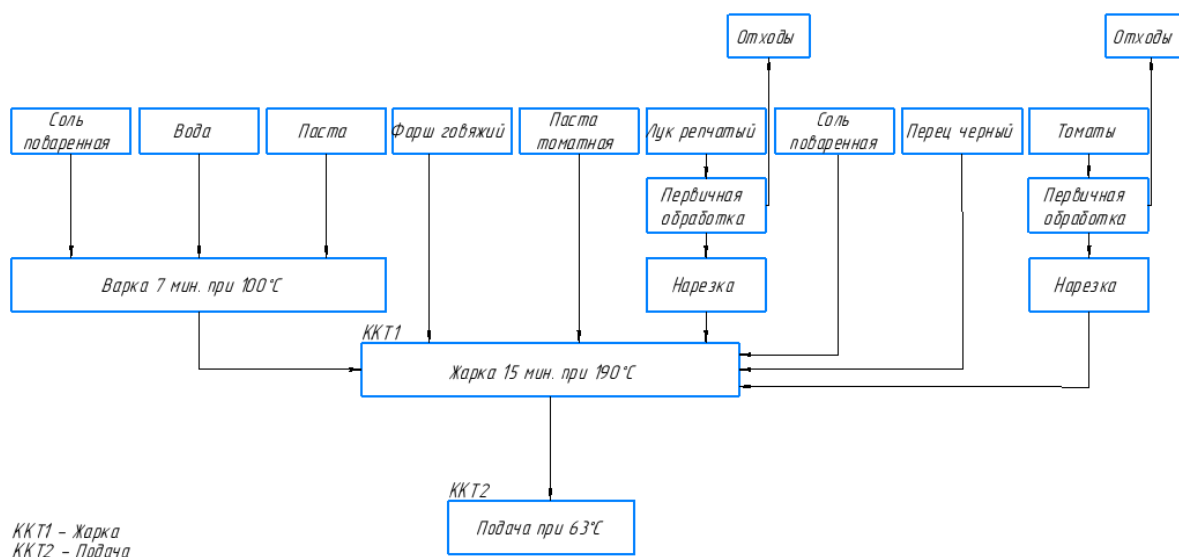 Отходы
Отходы
Соль
поваренная
Вода
Паста
Фарш говяжий
Паста
томатная
Лук репчатый
Соль
поваренная
Перец черный
Томаты
Первичная
обработка
Первичная
обработка
Варка 7 мин. при 100°С
Нарезка
Нарезка
ККТ1
Жарка 15 мин. при 190°С
ККТ2
Подача при 63°С
ККТ1 – Жарка
ККТ2 – Подача